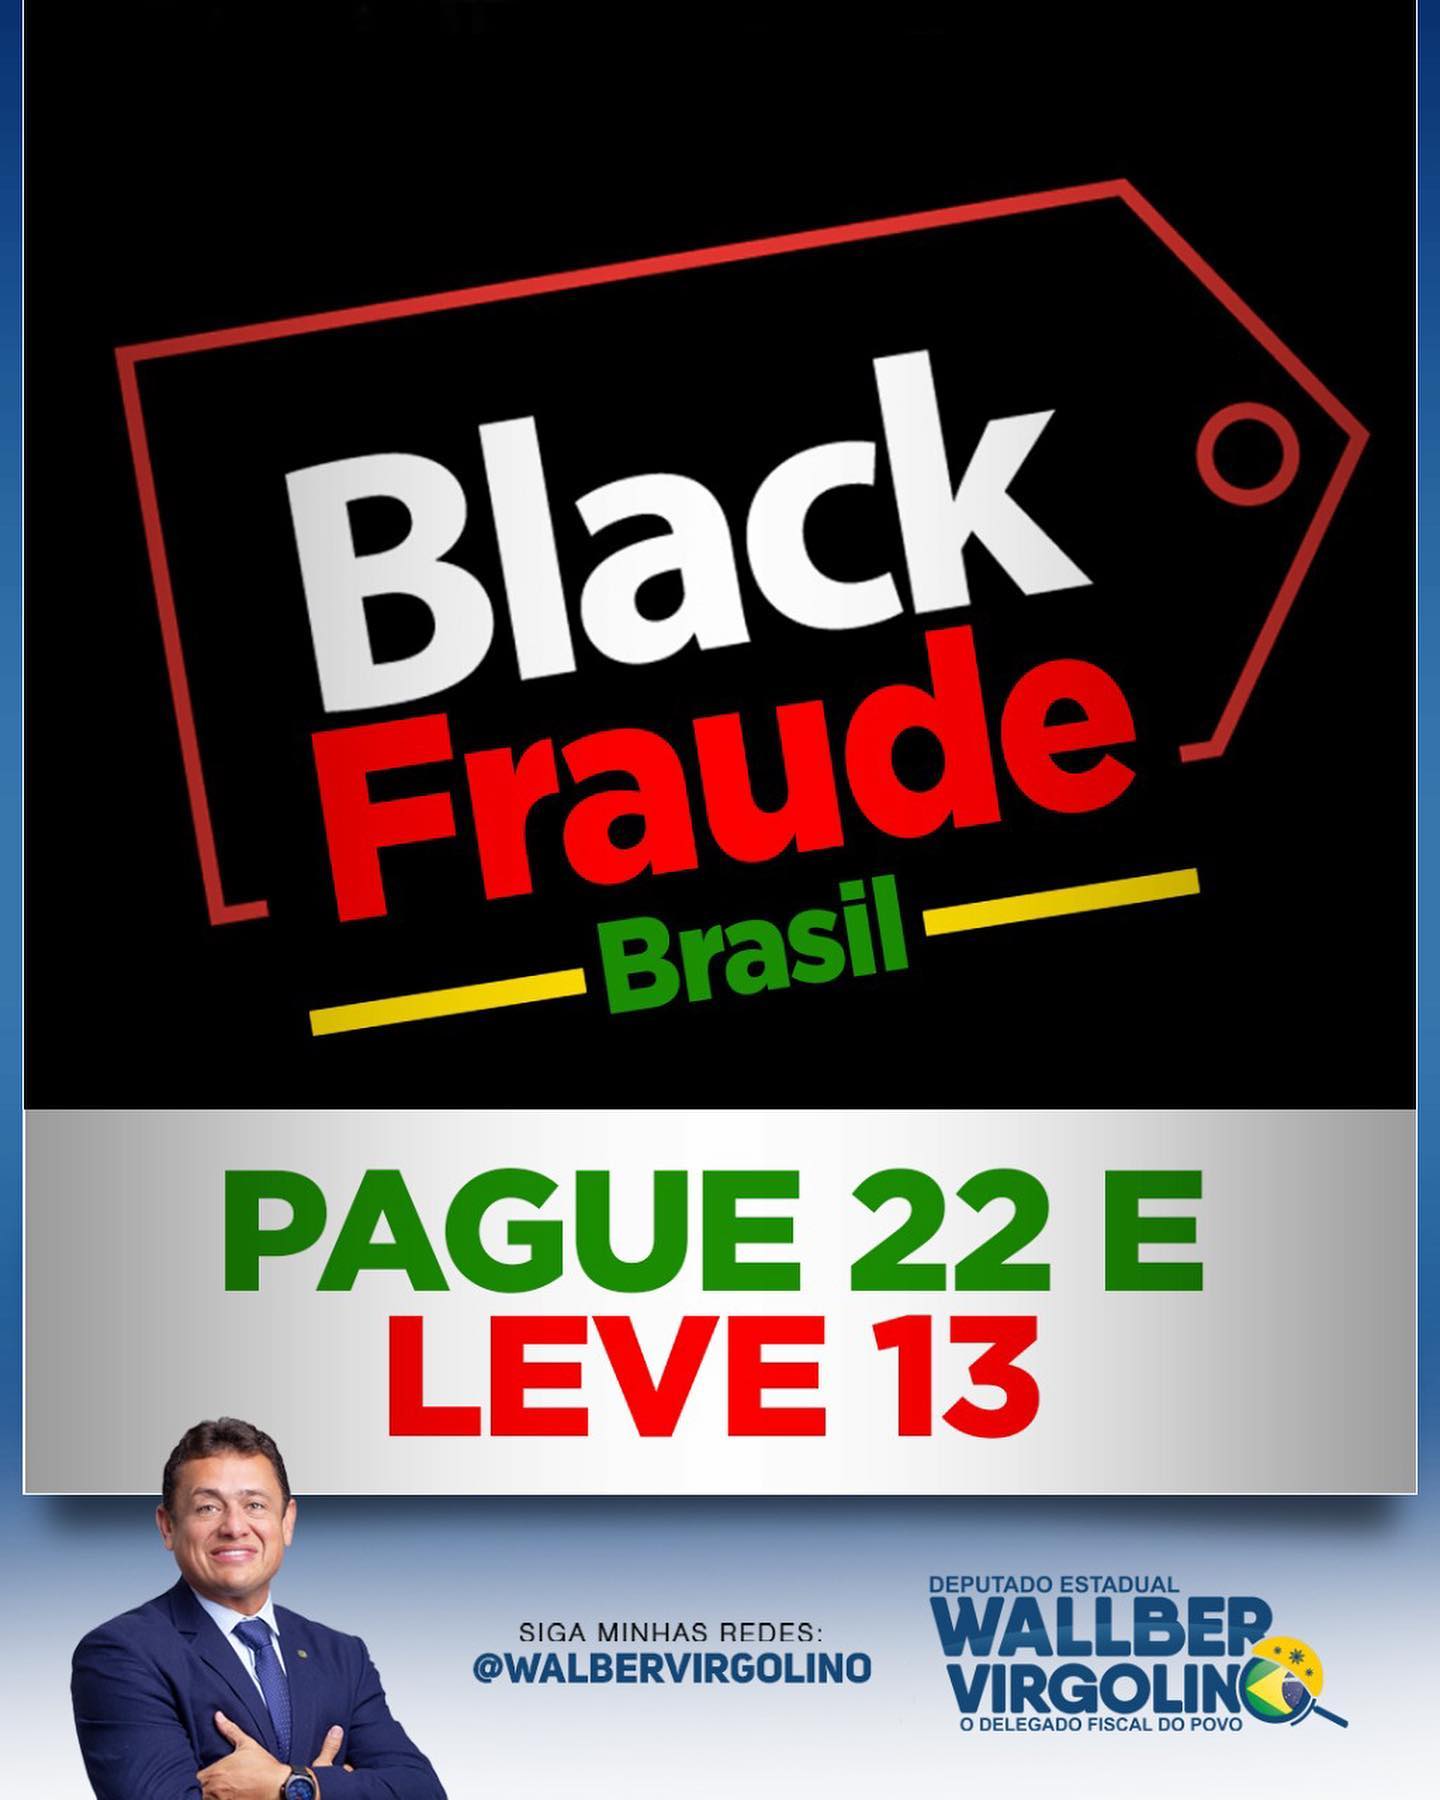 Black
Fraude
Brasil
PAGUE 22 E
LEVE 13
SIGA MINHAS REDES:
@WALBERVIRGOLINO
DEPUTADO ESTADUAL
WALLBER
VIRGOLINO
O DELEGADO FISCAL DO POVO